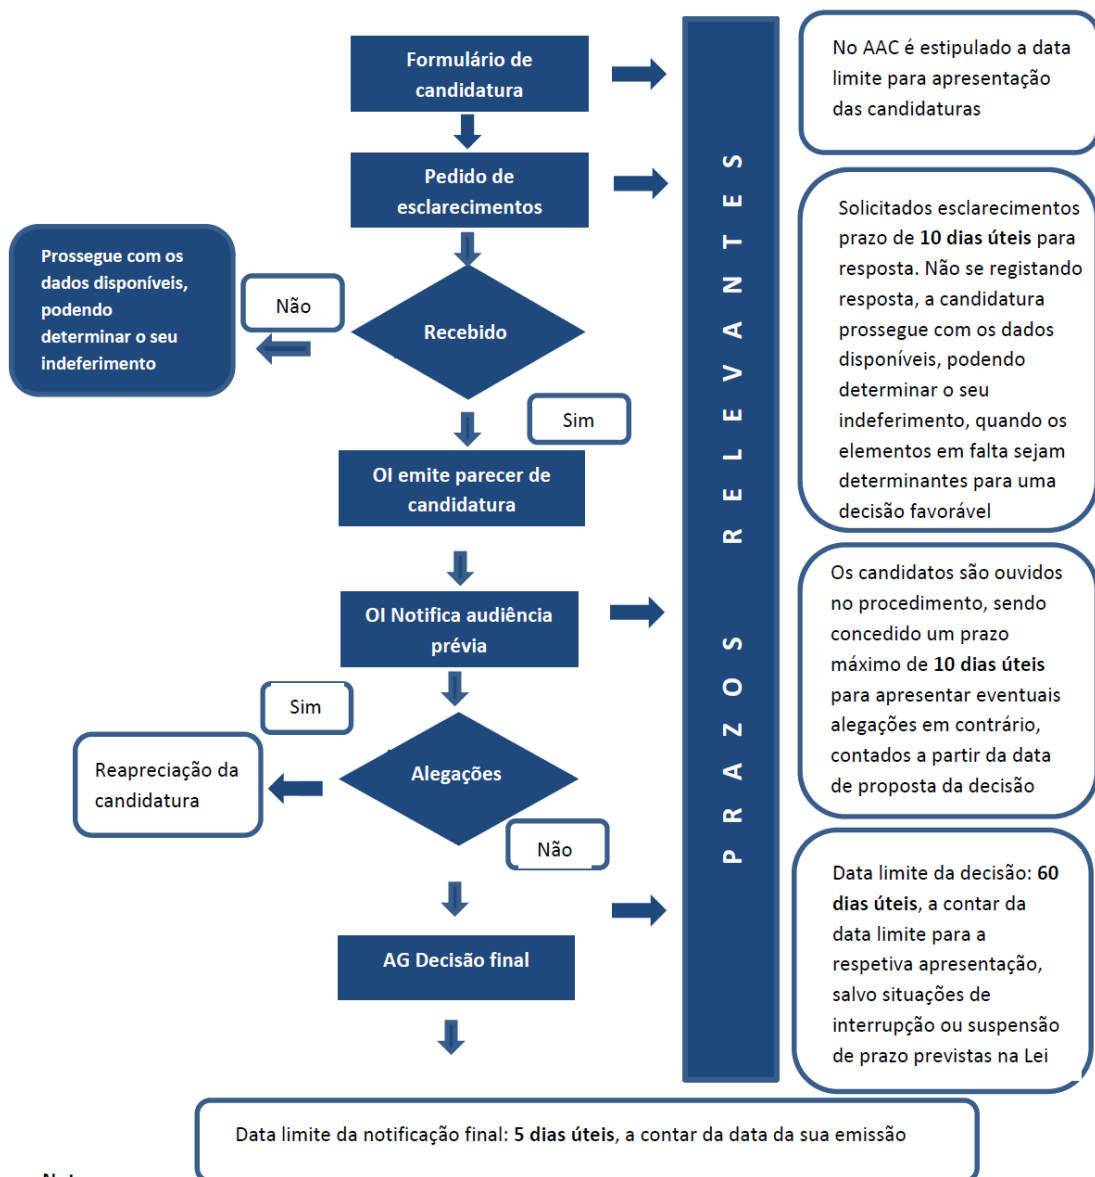 Formulário de
candidatura
No AAC é estipulado a data
limite para apresentação
das candidaturas
Pedido de
esclarecimentos
Solicitados esclarecimentos
prazo de 10 dias úteis para
resposta. Não se registando
resposta, a candidatura
prossegue com os dados
disponíveis, podendo
determinar o seu
indeferimento, quando os
elementos em falta sejam
determinantes para uma
decisão favorável
Recebido
Não
Prossegue com os
dados disponíveis,
podendo
determinar o seu
indeferimento
Sim
OI emite parecer de
candidatura
OI Notifica audiência
prévia
Os candidatos são ouvidos
no procedimento, sendo
concedido um prazo
máximo de 10 dias úteis
para apresentar eventuais
alegações em contrário,
contados a partir da data
de proposta da decisão
Sim
Alegações
Reapreciação da
candidatura
Não
AG Decisão final
Data limite da decisão: 60
dias úteis, a contar da
data limite para a
respetiva apresentação,
salvo situações de
interrupção ou suspensão
de prazo previstas na Lei
PRAZOS RELEVANTES
Data limite da notificação final: 5 dias úteis, a contar da data da sua emissão